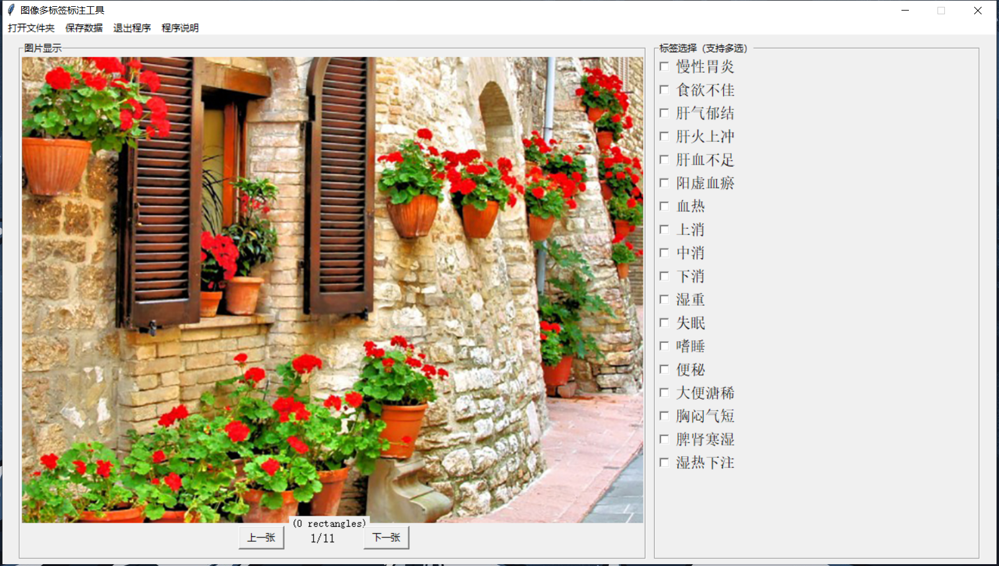 图像多标签标注工具
打开文件夹 保存数据 退出程序 程序说明
图片显示
标签选择（支持多选）
慢性胃炎
食欲不佳
肝气郁结
肝火上冲
肝血不足
阳虚血瘀
血热
上消
中消
下消
湿重
失眠
嗜睡
便秘
大便溏稀
胸闷气短
脾肾寒湿
湿热下注
(0 rectangles)
上一张 1/11 下一张